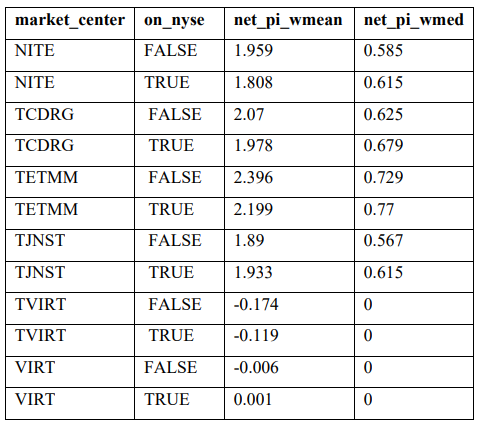 market_center on_nyse net_pi_wmean net_pi_wmed
NITE FALSE 1.959 0.585
NITE TRUE 1.808 0.615
TCDRG FALSE 2.07 0.625
TCDRG TRUE 1.978 0.679
TETMM FALSE 2.396 0.729
TETMM TRUE 2.199 0.77
TJNST FALSE 1.89 0.567
TJNST TRUE 1.933 0.615
TVIRT FALSE -0.174 0
TVIRT TRUE -0.119 0
VIRT FALSE -0.006 0
VIRT TRUE 0.001 0